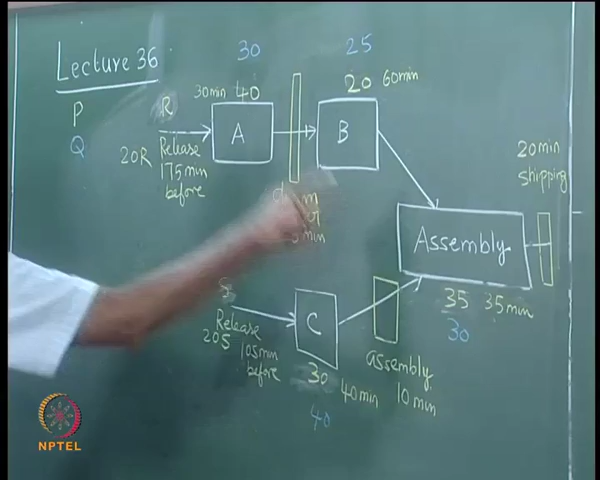 Lecture 36
P
Q
30
25
30min 40
20 60min
R
A
B
20R
Release
175min
before
20min
shipping
min
Assembly
35 35min
30
S
Release
20S
105min
before
C
30
40min
40
assembly
10min
NPTEL